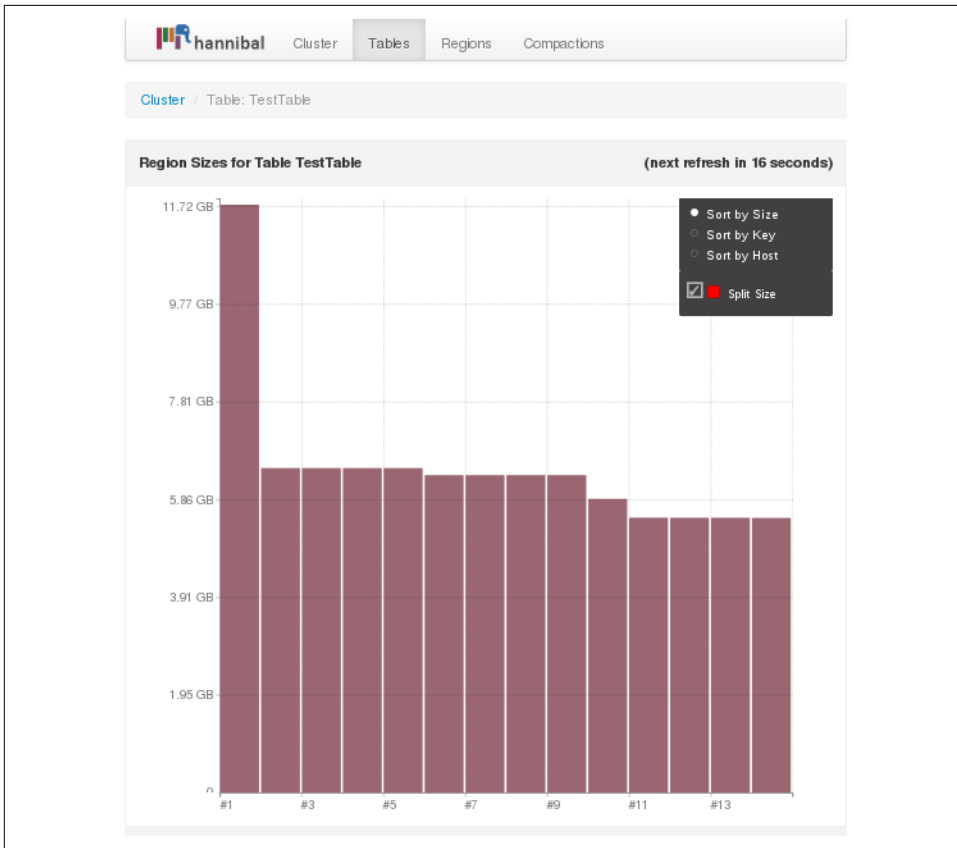 hannibal Cluster Tables Regions Compactions
Cluster / Table: TestTable
Region Sizes for Table TestTable (next refresh in 16 seconds)
11.72 GB
Sort by Size
Sort by Key
Sort by Host
Split Size
9.77 GB
7.81 GB
5.86 GB
3.91 GB
1.95 GB
0
#1 #3 #5 #7 #9 #11 #13